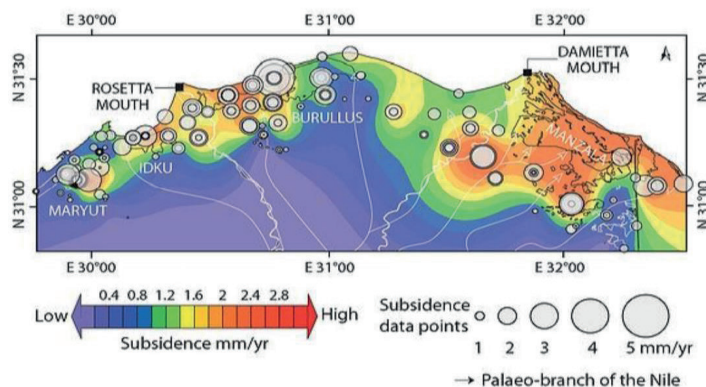 E 30°00' E 31°00' E 32°00'
N 31°30'
N 31°00'
ROSETTA
MOUTH
DAMIETTA
MOUTH
BURULLUS
MANZALA
IDKU
MARYUT
N 31°30'
N 31°00'
E 30°00' E 31°00' E 32°00'
Low 0.4 0.8 1.2 1.6 2 2.4 2.8 High
Subsidence mm/yr
Subsidence
data points
1 2 3 4 5 mm/yr
→ Palaeo-branch of the Nile